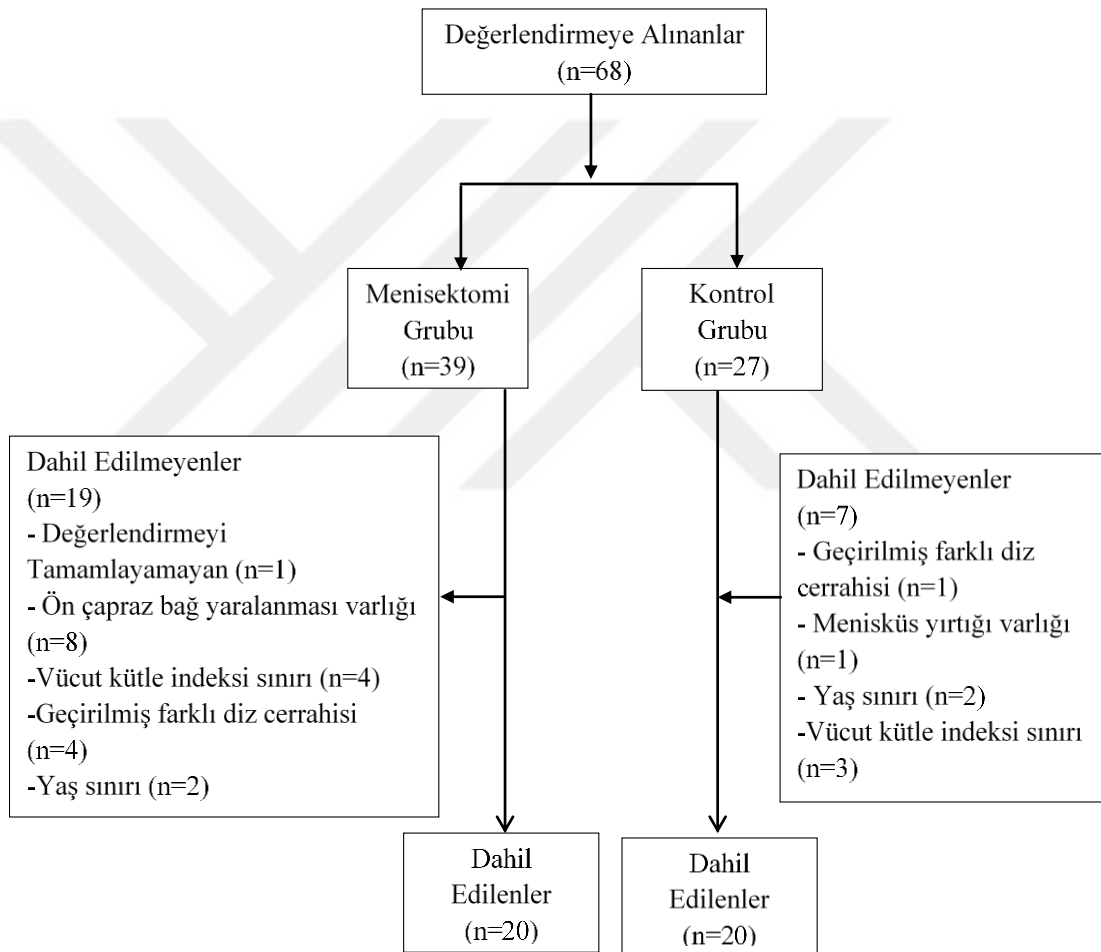 Değerlendirmeye Alınanlar
(n=68)
Menisektomi
Grubu
(n=39)
Kontrol
Grubu
(n=27)
Dahil Edilmeyenler
(n=19)
- Değerlendirmeyi
Tamamlayamayan (n=1)
- Ön çapraz bağ yaralanması varlığı
(n=8)
-Vücut kütle indeksi sınırı (n=4)
-Geçirilmiş farklı diz cerrahisi
(n=4)
-Yaş sınırı (n=2)
Dahil Edilmeyenler
(n=7)
- Geçirilmiş farklı diz
cerrahisi (n=1)
- Menisküs yırtığı varlığı
(n=1)
- Yaş sınırı (n=2)
-Vücut kütle indeksi sınırı
(n=3)
Dahil
Edilenler
(n=20)
Dahil
Edilenler
(n=20)